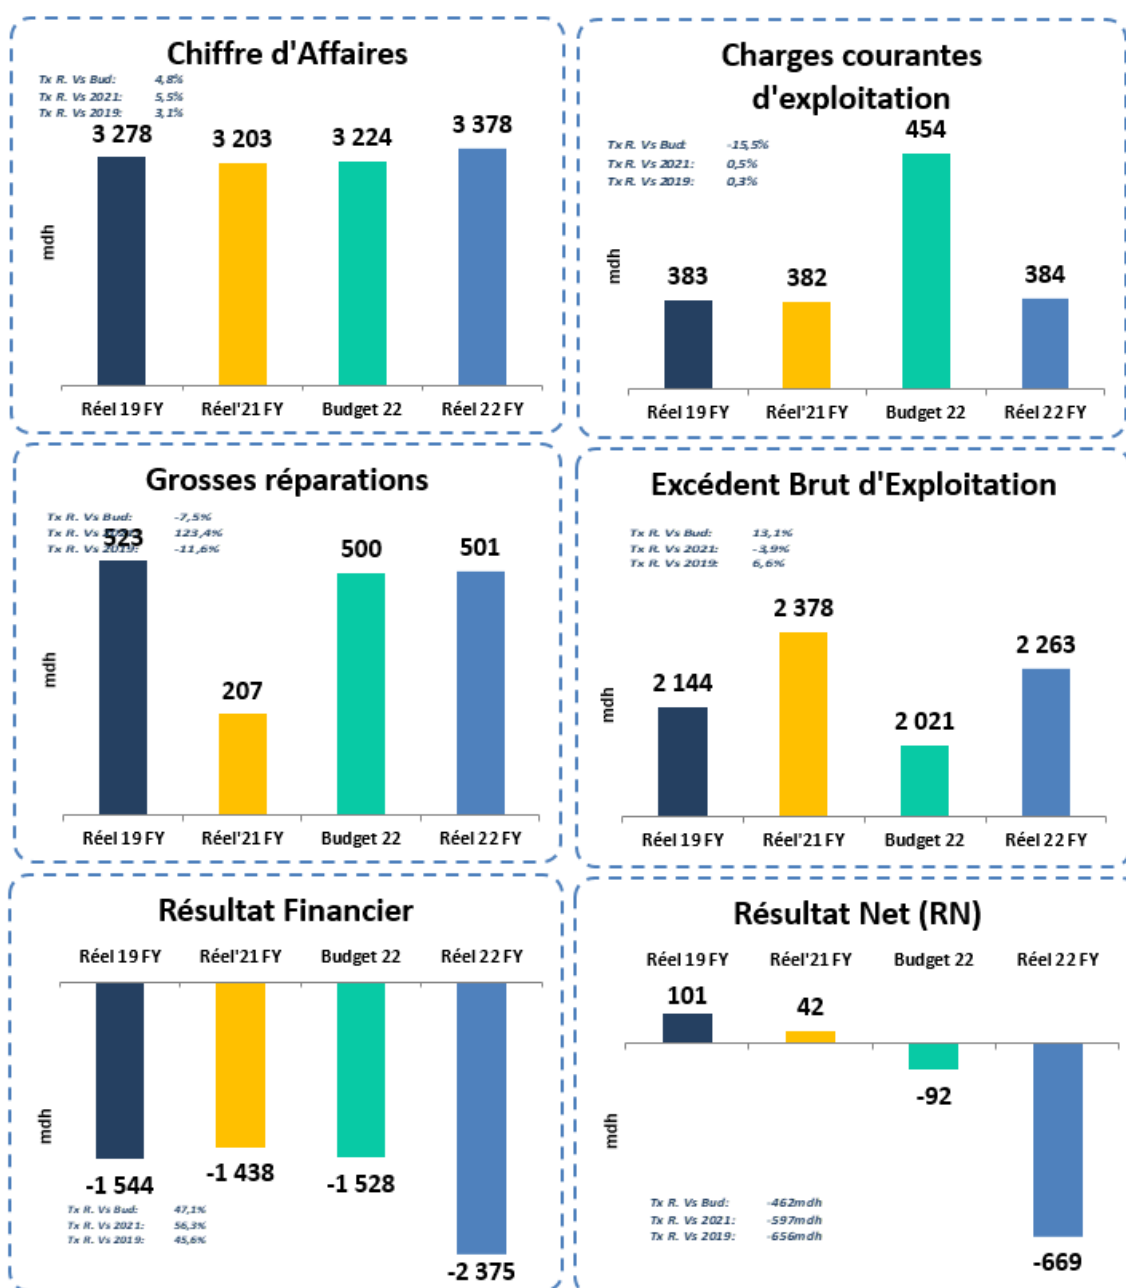 Chiffre d'Affaires
Tx R. Vs Bud: 4,8%
Tx R. Vs 2021: 5,5%
Tx R. Vs 2019: 3,1%
3 278
3 203
3 224
3 378
mdh
Réel 19 FY
Réel'21 FY
Budget 22
Réel 22 FY
Charges courantes
d'exploitation
Tx R. Vs Bud: -15,5%
Tx R. Vs 2021: 0,5%
Tx R. Vs 2019: 0,3%
383
382
454
384
mdh
Réel 19 FY
Réel'21 FY
Budget 22
Réel 22 FY
Grosses réparations
Tx R. Vs Bud: -7,5%
Tx R. Vs 123,4%
Tx R. Vs 2019: -11,6%
523
207
500
501
mdh
Réel 19 FY
Réel'21 FY
Budget 22
Réel 22 FY
Excédent Brut d'Exploitation
Tx R. Vs Bud: 13,1%
Tx R. Vs 2021: -3,9%
Tx R. Vs 2019: 6,6%
2 144
2 378
2 021
2 263
mdh
Réel 19 FY
Réel'21 FY
Budget 22
Réel 22 FY
Résultat Financier
Réel 19 FY
Réel'21 FY
Budget 22
Réel 22 FY
mdh
-1 544
-1 438
-1 528
-2 375
Tx R. Vs Bud: 47,1%
Tx R. Vs 2021: 56,3%
Tx R. Vs 2019: 45,6%
Résultat Net (RN)
Réel 19 FY
Réel'21 FY
Budget 22
Réel 22 FY
101
42
-92
-669
mdh
Tx R. Vs Bud: -462mdh
Tx R. Vs 2021: -597mdh
Tx R. Vs 2019: -656mdh